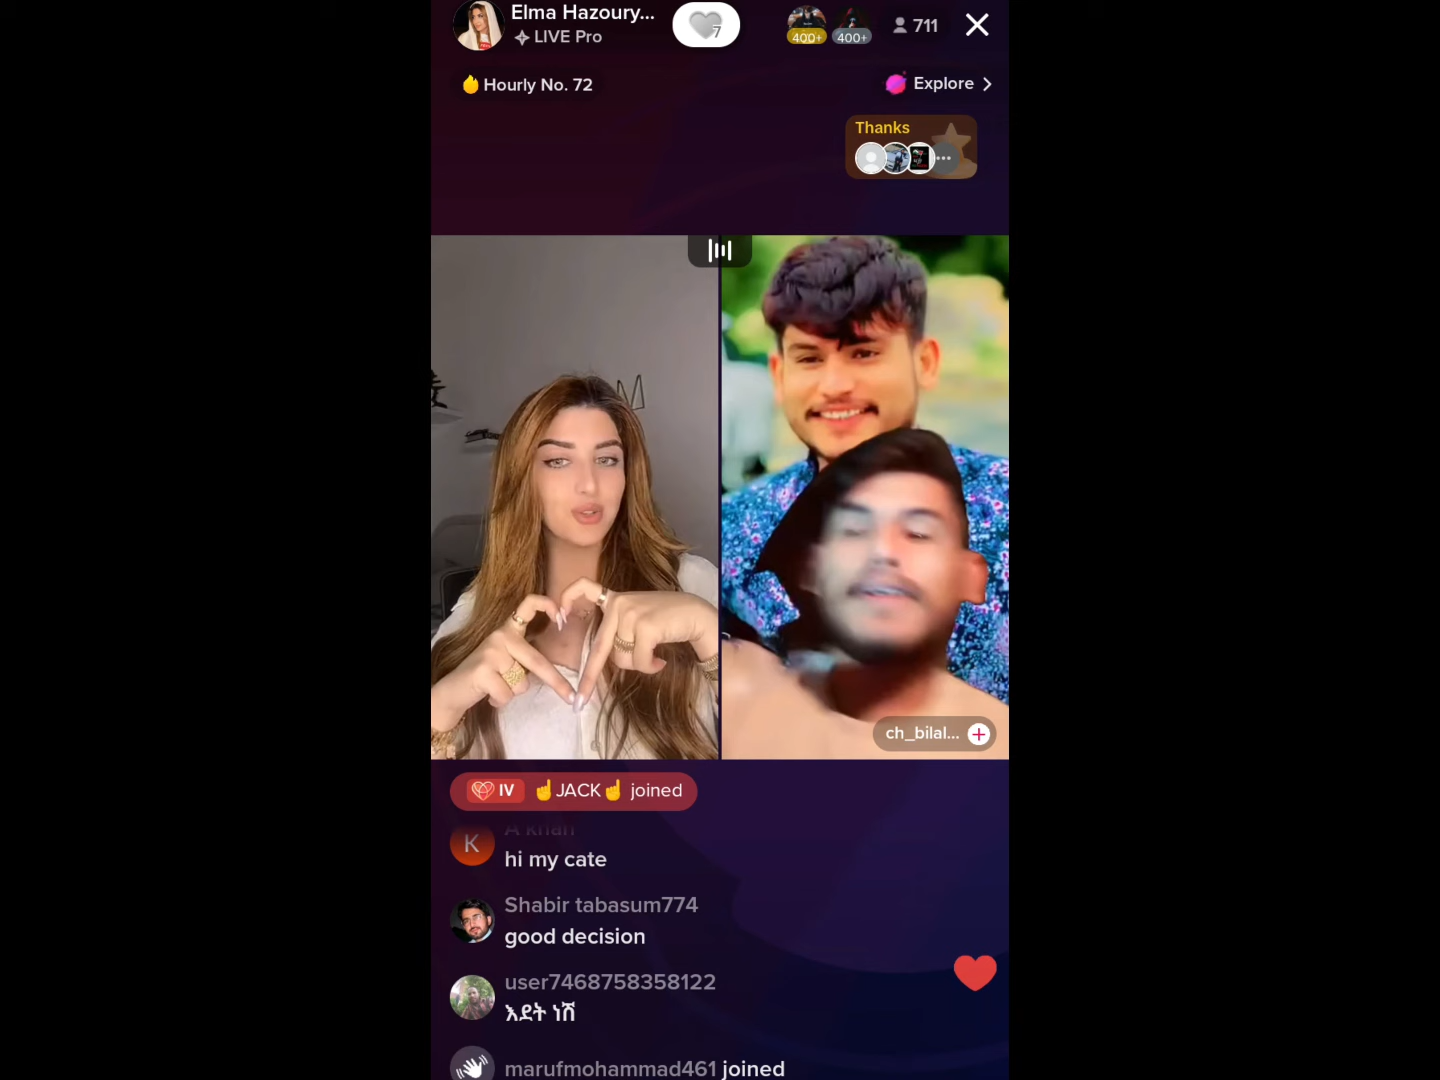 Elma Hazoury...
LIVE Pro
7
400+
400+
711
Hourly No. 72
Explore
Thanks
M
ch_bilal...
IV ☝JACK☝ joined
A khan
K
hi my cate
Shabir tabasum774
good decision
user7468758358122
እደት ነሽ
marufmohammad461 joined